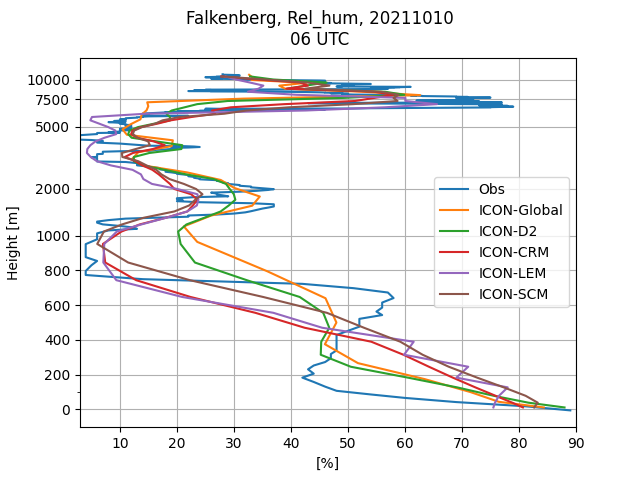 Falkenberg, Rel_hum, 20211010
06 UTC
10000
7500
5000
2000
1000
800
600
400
200
0
Height [m]
Obs
ICON-Global
ICON-D2
ICON-CRM
ICON-LEM
ICON-SCM
10 20 30 40 50 60 70 80 90
[%]